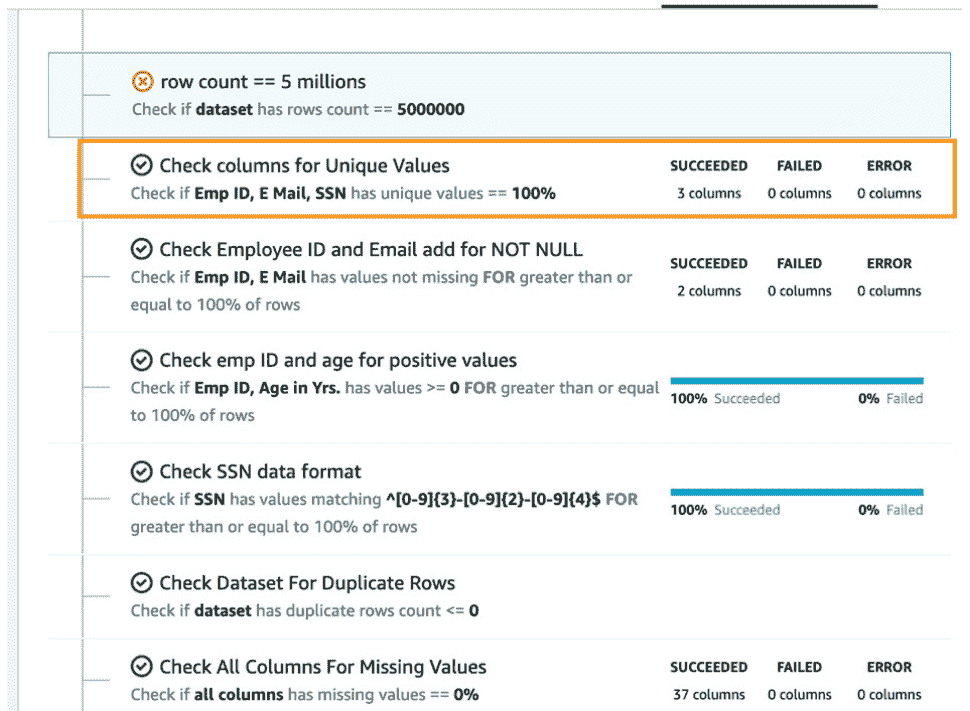 row count == 5 millions
Check if dataset has rows count == 5000000
Check columns for Unique Values
SUCCEEDED FAILED ERROR
Check if Emp ID, E Mail, SSN has unique values == 100%
3 columns 0 columns 0 columns
Check Employee ID and Email add for NOT NULL
SUCCEEDED FAILED ERROR
Check if Emp ID, E Mail has values not missing FOR greater than or
equal to 100% of rows
2 columns 0 columns 0 columns
Check emp ID and age for positive values
Check if Emp ID, Age in Yrs. has values >= 0 FOR greater than or equal
to 100% of rows
100% Succeeded 0% Failed
Check SSN data format
Check if SSN has values matching ^[0-9]{3}-[0-9]{2}-[0-9]{4}$ FOR
greater than or equal to 100% of rows
100% Succeeded 0% Failed
Check Dataset For Duplicate Rows
Check if dataset has duplicate rows count <= 0
Check All Columns For Missing Values
SUCCEEDED FAILED ERROR
Check if all columns has missing values == 0%
37 columns 0 columns 0 columns